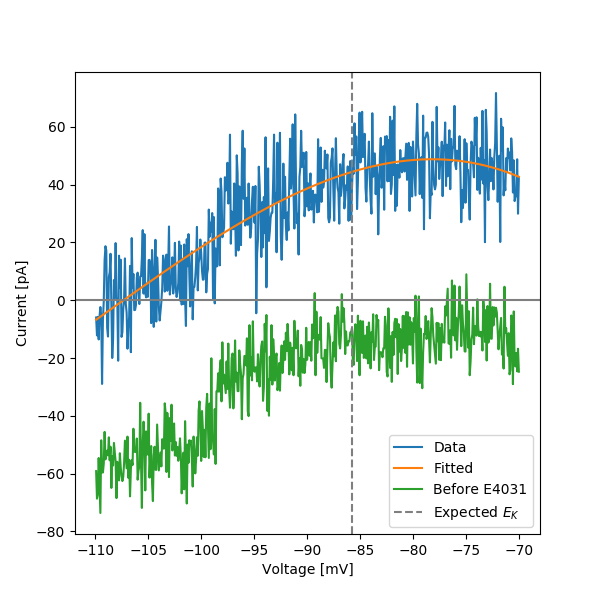 60
40
20
0
−20
−40
−60
−80
Current [pA]
Data
Fitted
Before E4031
Expected E_K
−110 −105 −100 −95 −90 −85 −80 −75 −70
Voltage [mV]